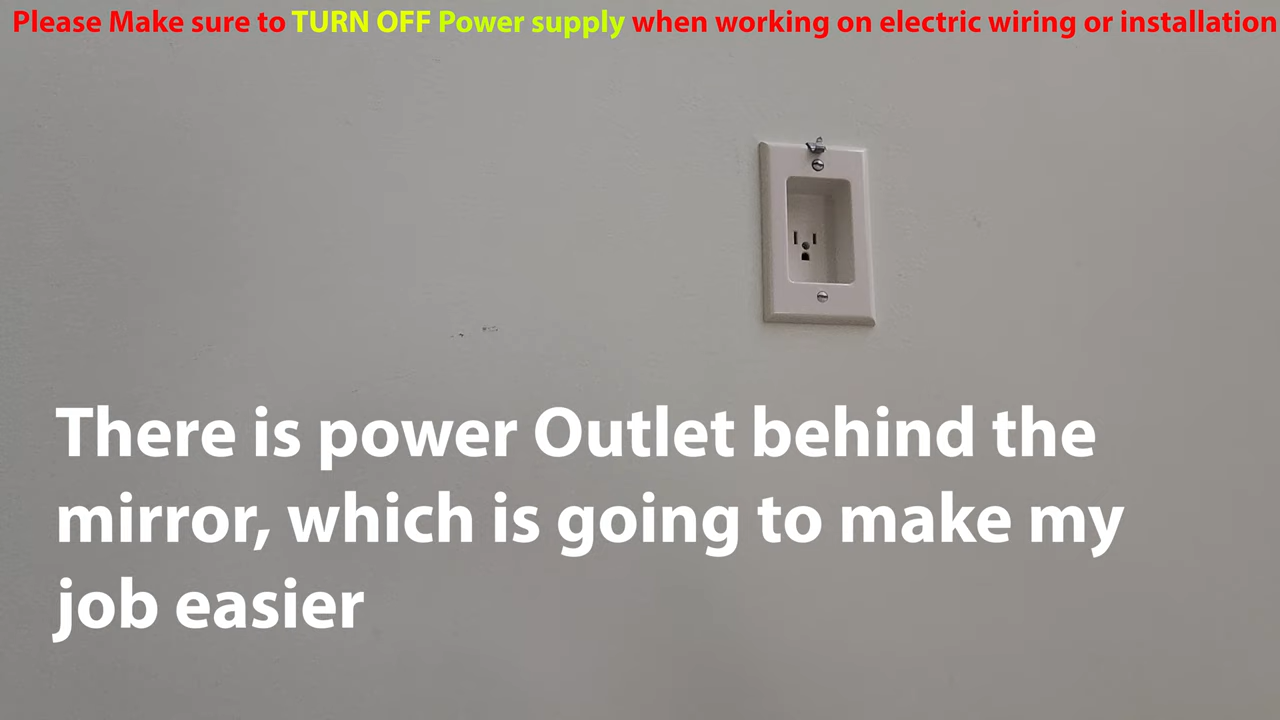 Please Make sure to TURN OFF Power supply when working on electric wiring or installation
There is power Outlet behind the
mirror, which is going to make my
job easier